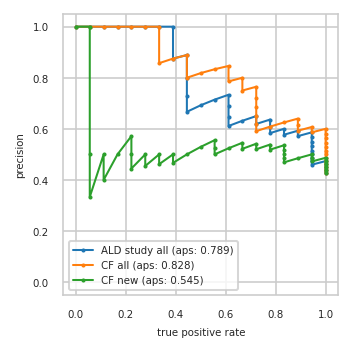 1.0
0.8
0.6
0.4
0.2
0.0
precision
ALD study all (aps: 0.789)
CF all (aps: 0.828)
CF new (aps: 0.545)
0.0 0.2 0.4 0.6 0.8 1.0
true positive rate